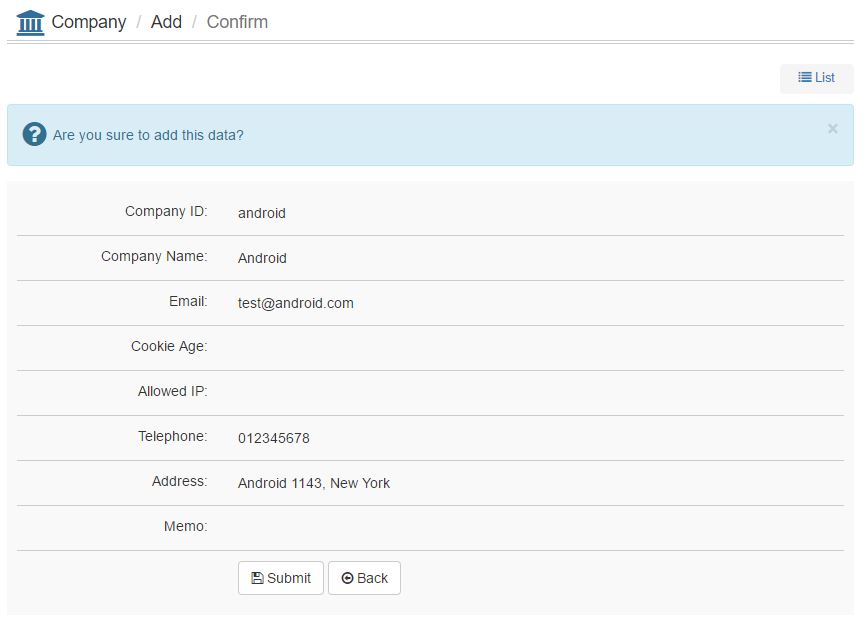 Company / Add / Confirm
List
Are you sure to add this data?
×
Company ID: android
Company Name: Android
Email: test@android.com
Cookie Age:
Allowed IP:
Telephone: 012345678
Address: Android 1143, New York
Memo:
Submit Back